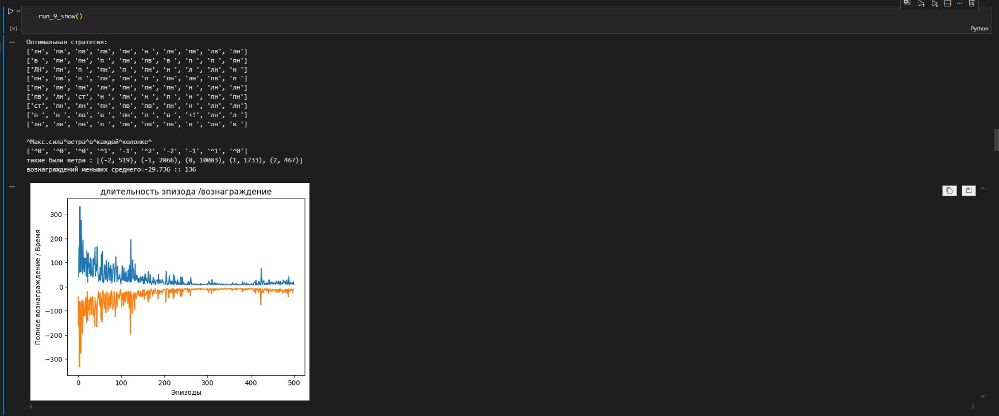 run_9_show()
[9]
Python
Оптимальная стратегия:
['лн', 'пв', 'пв', 'пв', 'пн', 'н ', 'лн', 'пв', 'лв', 'лн']
['в ', 'пн', 'пн', 'п ', 'пн', 'пв', 'в ', 'п ', 'п ', 'пн']
['ЛН', 'пн', 'п ', 'пн', 'п ', 'пн', 'н ', 'л ', 'лн', 'н ']
['пн', 'пв', 'п ', 'пн', 'пн', 'п ', 'пн', 'лн', 'пв', 'п ']
['пн', 'пн', 'пн', 'лн', 'пн', 'пн', 'пн', 'н ', 'лн', 'лн']
['пв', 'лн', 'ст', 'н ', 'пн', 'н ', 'п ', 'н ', 'пн', 'пн']
['ст', 'пн', 'лн', 'пн', 'пв', 'пв', 'пн', 'н ', 'лн', 'лн']
['п ', 'н ', 'лв', 'в ', 'пн', 'п ', 'в ', '+!', 'лн', 'л ']
['лн', 'лн', 'пн', 'п ', 'пв', 'пв', 'пв', 'в ', 'лн', 'в ']
^Макс.сила^ветра^в^каждой^колонке^
['^0', '^0', '^0', '^1', '-1', '^2', '-2', '-1', '^1', '^0']
такие были ветра : [(-2, 519), (-1, 2066), (0, 10083), (1, 1733), (2, 467)]
вознаграждений меньших среднего=-29.736 :: 136
длительность эпизода /вознаграждение
Полное вознаграждение / Время
300
200
100
0
−100
−200
−300
0 100 200 300 400 500
Эпизоды